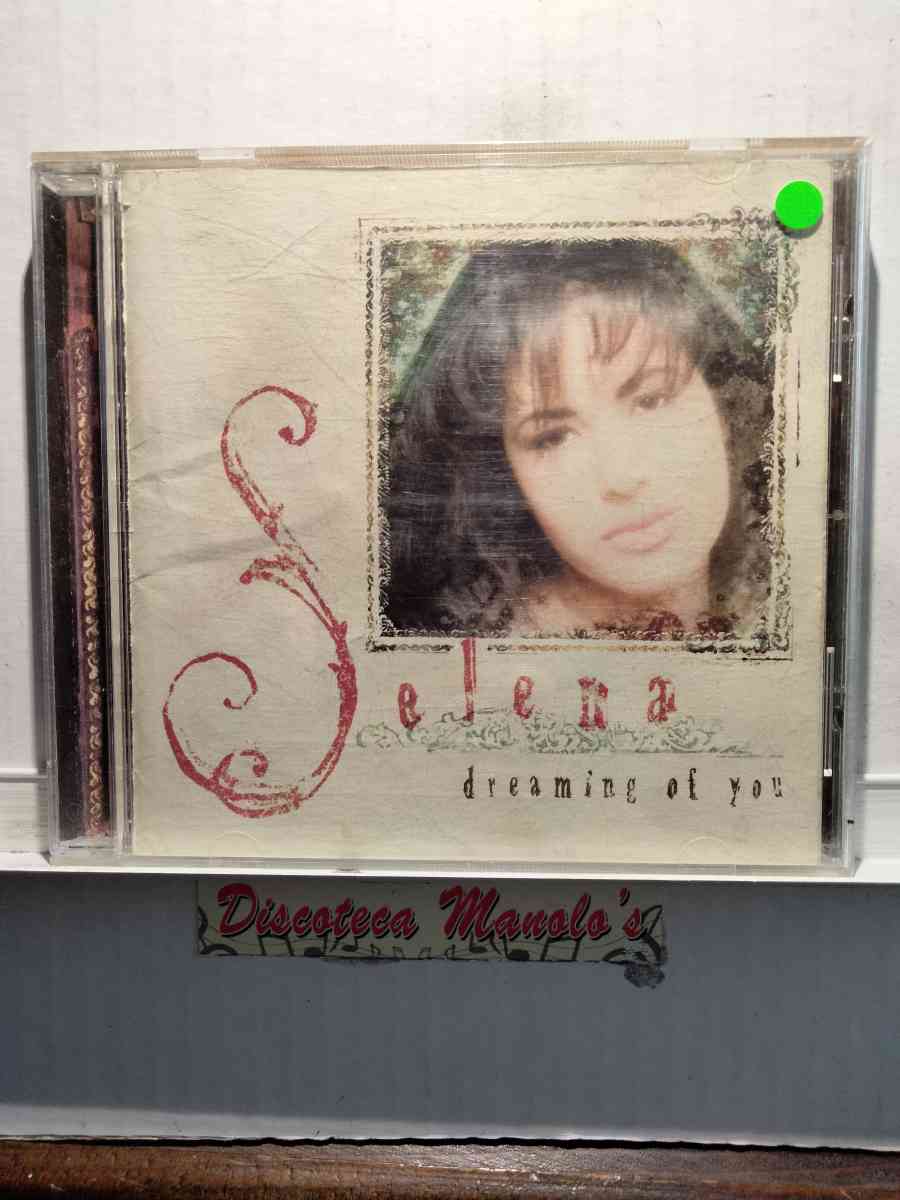 Selena
dreaming of you
Discoteca Manolo's